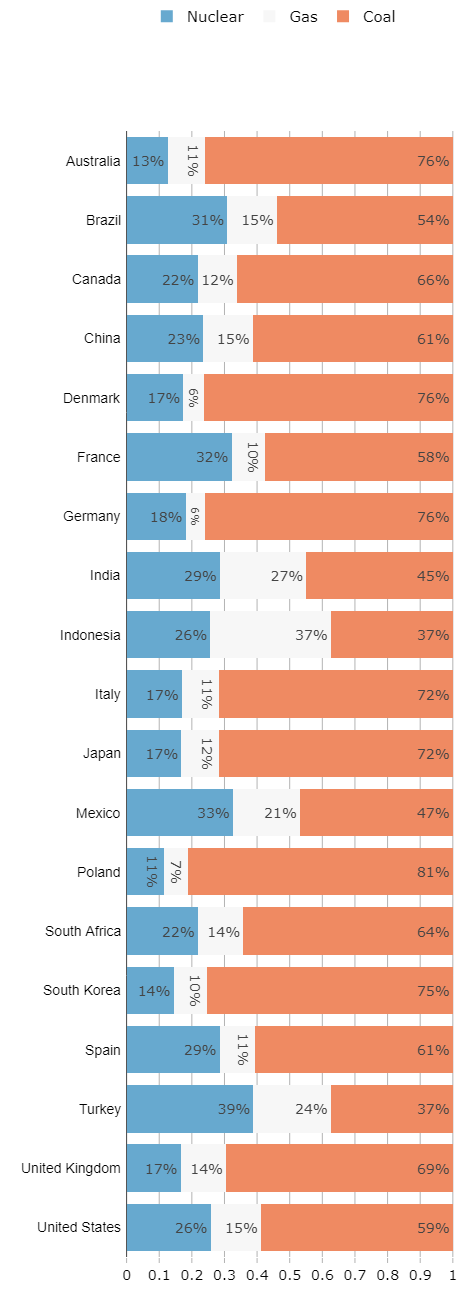 Nuclear Gas Coal
Australia 13% 11% 76%
Brazil 31% 15% 54%
Canada 22% 12% 66%
China 23% 15% 61%
Denmark 17% 6% 76%
France 32% 10% 58%
Germany 18% 6% 76%
India 29% 27% 45%
Indonesia 26% 37% 37%
Italy 17% 11% 72%
Japan 17% 12% 72%
Mexico 33% 21% 47%
Poland 11% 7% 81%
South Africa 22% 14% 64%
South Korea 14% 10% 75%
Spain 29% 11% 61%
Turkey 39% 24% 37%
United Kingdom 17% 14% 69%
United States 26% 15% 59%
0 0.1 0.2 0.3 0.4 0.5 0.6 0.7 0.8 0.9 1